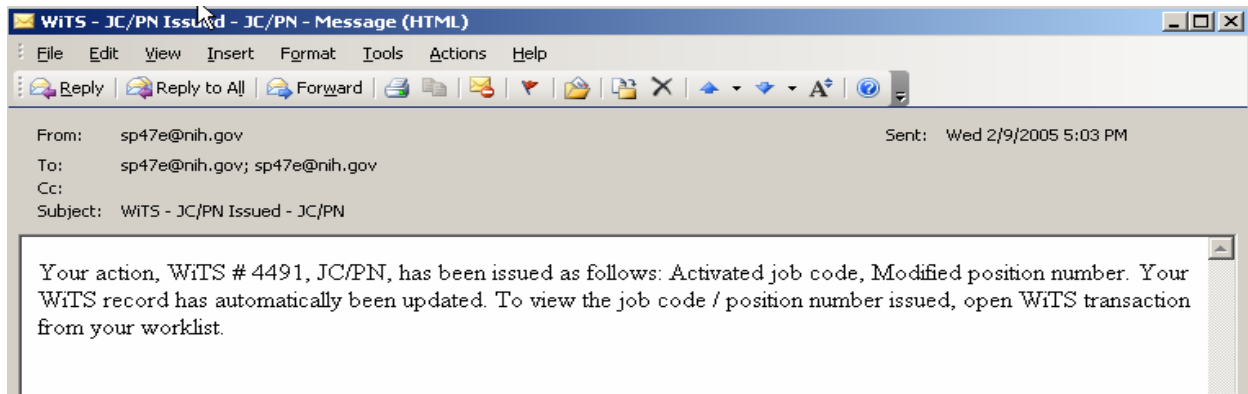 WiTS - JC/PN Issued - JC/PN - Message (HTML)
File Edit View Insert Format Tools Actions Help
Reply Reply to All Forward
From: sp47e@nih.gov Sent: Wed 2/9/2005 5:03 PM
To: sp47e@nih.gov; sp47e@nih.gov
Cc:
Subject: WiTS - JC/PN Issued - JC/PN
Your action, WiTS # 4491, JC/PN, has been issued as follows: Activated job code, Modified position number. Your
WiTS record has automatically been updated. To view the job code / position number issued, open WiTS transaction
from your worklist.